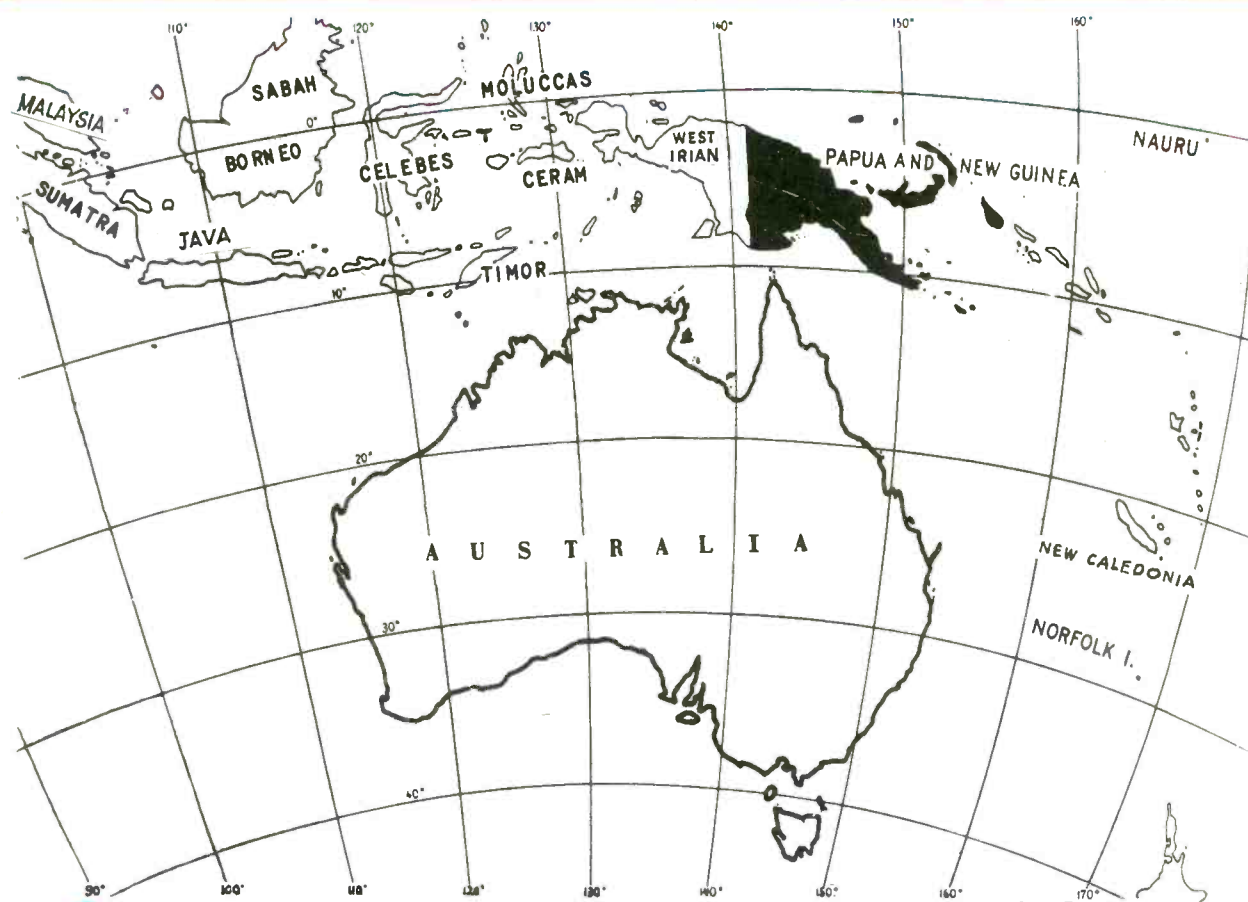 110°
120°
130°
140°
150°
160°
SABAH
MOLUCCAS
MALAYSIA
0°
WEST
IRIAN
NAURU
BORNEO
CELEBES
CERAM
PAPUA AND NEW GUINEA
SUMATRA
JAVA
TIMOR
10°
20°
AUSTRALIA
NEW CALEDONIA
30°
NORFOLK I.
40°
90°
100°
110°
120°
130°
140°
150°
160°
170°